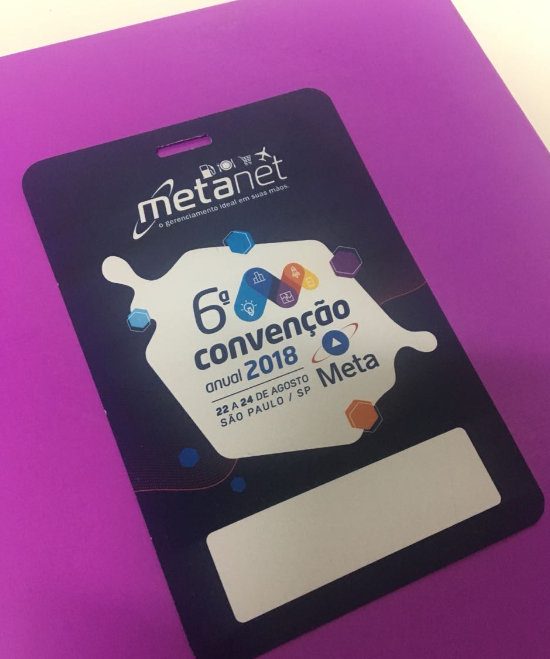 metanet
o gerenciamento ideal em suas mãos.
6ª
convenção
anual 2018
22 A 24 DE AGOSTO
SÃO PAULO / SP
Meta